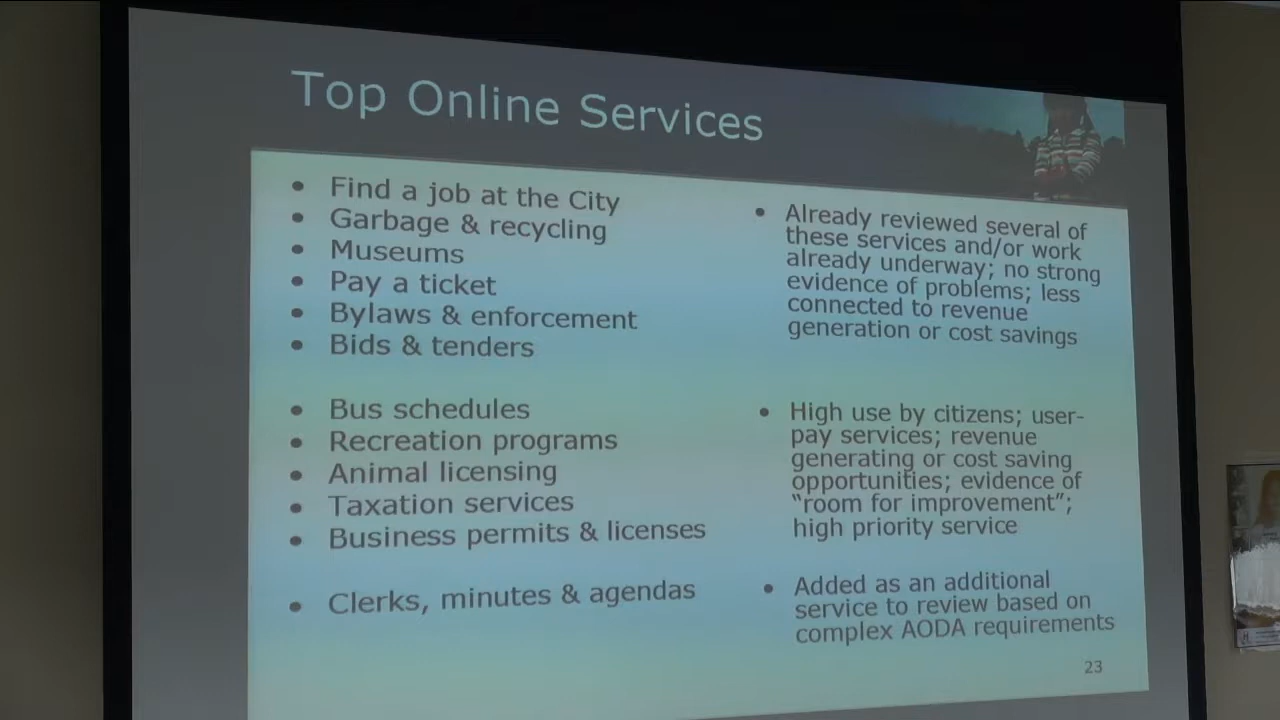 Top Online Services
• Find a job at the City
• Garbage & recycling
• Museums
• Pay a ticket
• Bylaws & enforcement
• Bids & tenders
• Already reviewed several of
these services and/or work
already underway; no strong
evidence of problems; less
connected to revenue
generation or cost savings
• Bus schedules
• Recreation programs
• Animal licensing
• Taxation services
• Business permits & licenses
• High use by citizens; user-
pay services; revenue
generating or cost saving
opportunities; evidence of
“room for improvement”;
high priority service
• Clerks, minutes & agendas
• Added as an additional
service to review based on
complex AODA requirements
23